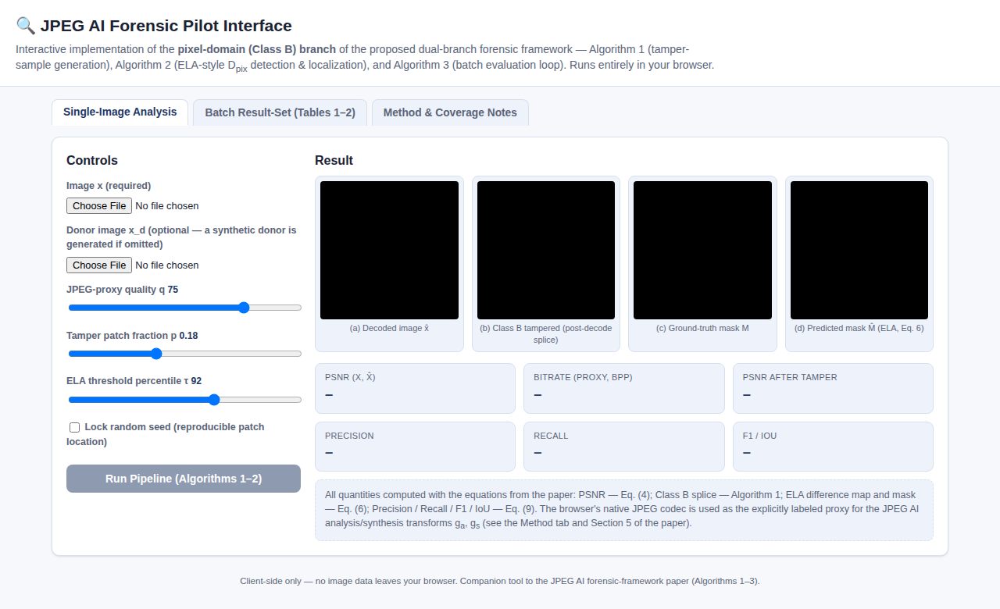 🔍 JPEG AI Forensic Pilot Interface
Interactive implementation of the pixel-domain (Class B) branch of the proposed dual-branch forensic framework — Algorithm 1 (tamper-
sample generation), Algorithm 2 (ELA-style Dpix detection & localization), and Algorithm 3 (batch evaluation loop). Runs entirely in your browser.
Single-Image Analysis
Batch Result-Set (Tables 1–2)
Method & Coverage Notes
Controls
Image x (required)
Choose File No file chosen
Donor image x_d (optional — a synthetic donor is
generated if omitted)
Choose File No file chosen
JPEG-proxy quality q 75
Tamper patch fraction p 0.18
ELA threshold percentile τ 92
Lock random seed (reproducible patch
location)
Run Pipeline (Algorithms 1–2)
Result
(a) Decoded image x̂
(b) Class B tampered (post-decode
splice)
(c) Ground-truth mask M
(d) Predicted mask M̂ (ELA, Eq. 6)
PSNR (X, X̂)
–
BITRATE (PROXY, BPP)
–
PSNR AFTER TAMPER
–
PRECISION
–
RECALL
–
F1 / IOU
–
All quantities computed with the equations from the paper: PSNR — Eq. (4); Class B splice — Algorithm 1; ELA difference map and mask
— Eq. (6); Precision / Recall / F1 / IoU — Eq. (9). The browser's native JPEG codec is used as the explicitly labeled proxy for the JPEG AI
analysis/synthesis transforms ga, gs (see the Method tab and Section 5 of the paper).
Client-side only — no image data leaves your browser. Companion tool to the JPEG AI forensic-framework paper (Algorithms 1–3).